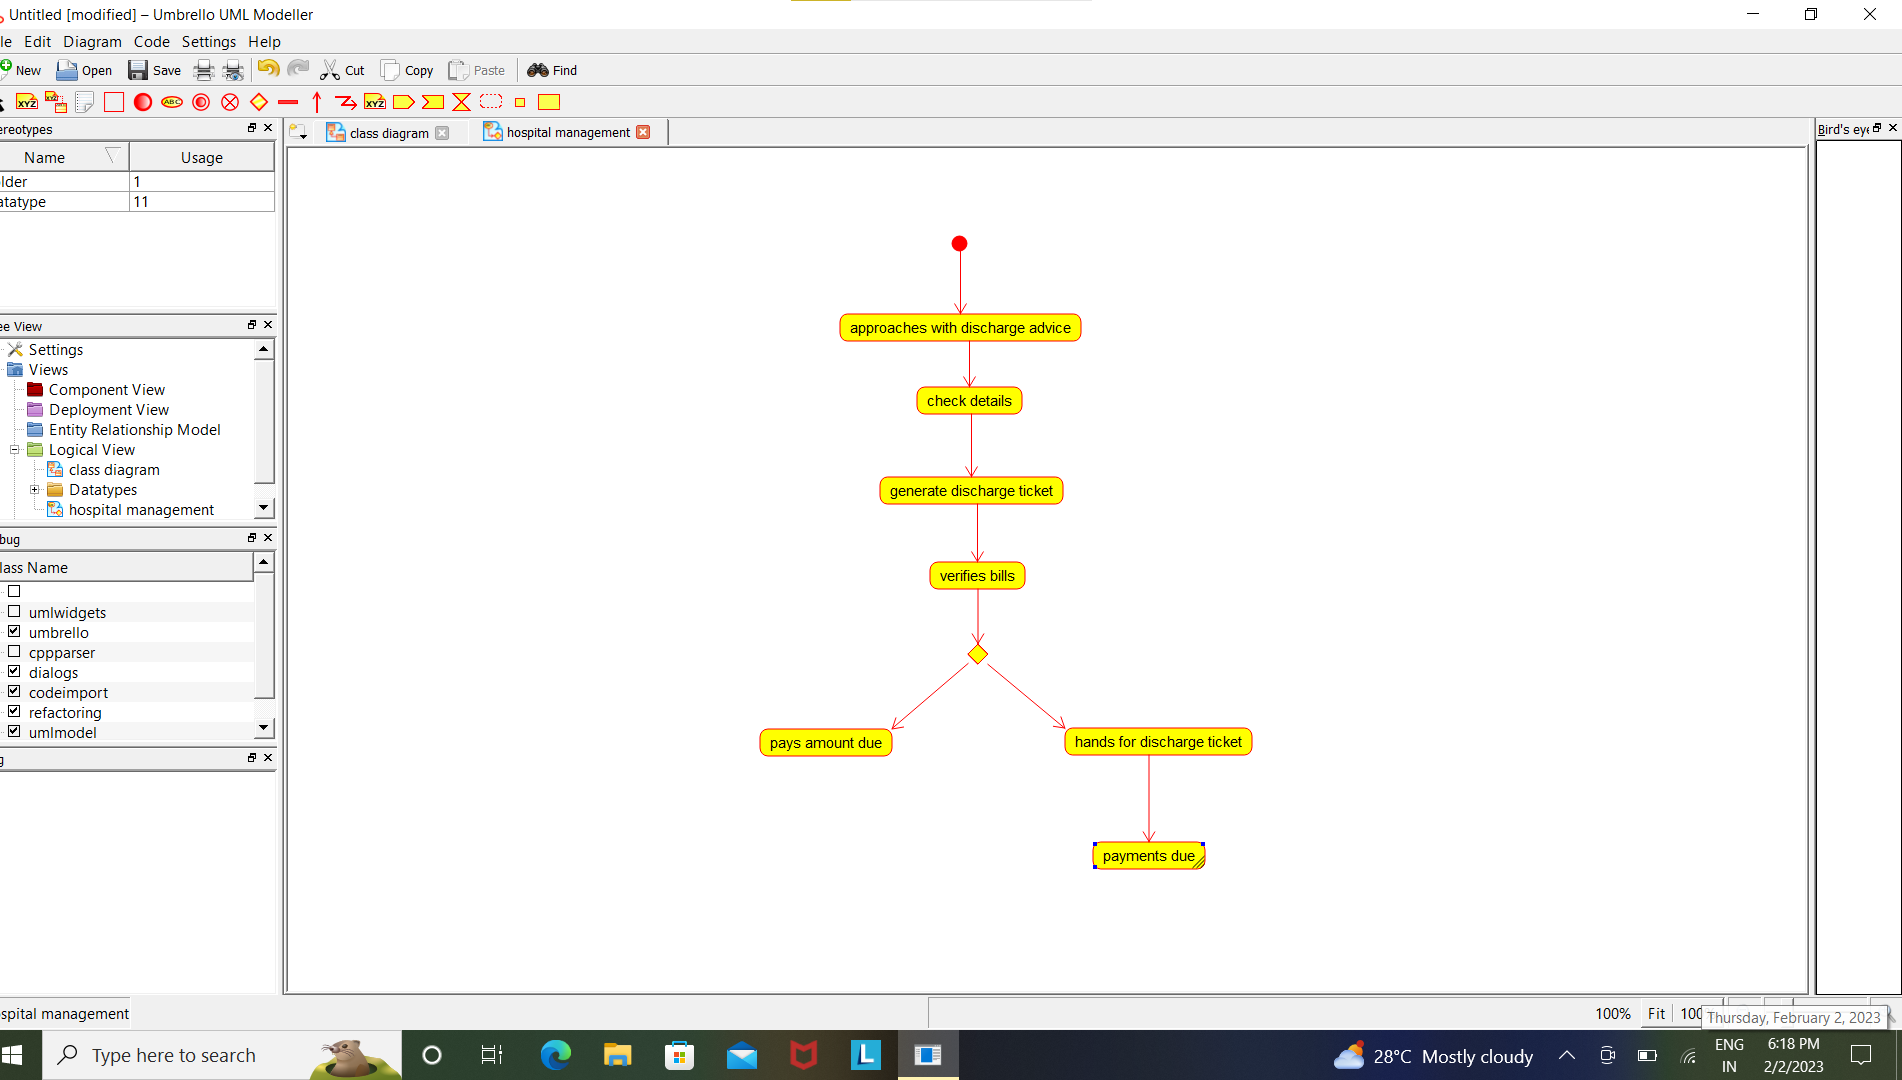 Untitled [modified] – Umbrello UML Modeller
le Edit Diagram Code Settings Help
New Open Save Cut Copy Paste Find
XYZ ABC XYZ
ereotypes
Name Usage
lder 1
atatype 11
class diagram
hospital management
Bird's eye
approaches with discharge advice
check details
generate discharge ticket
verifies bills
pays amount due
hands for discharge ticket
payments due
ee View
Settings
Views
Component View
Deployment View
Entity Relationship Model
Logical View
class diagram
Datatypes
hospital management
bug
lass Name
umlwidgets
umbrello
cppparser
dialogs
codeimport
refactoring
umlmodel
g
spital management
100% Fit 100
Thursday, February 2, 2023
Type here to search
L
28°C Mostly cloudy
ENG
IN
6:18 PM
2/2/2023